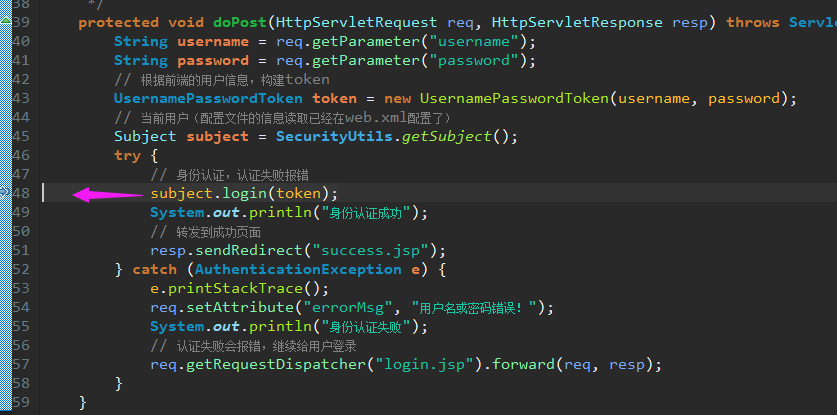 38 */
39 protected void doPost(HttpServletRequest req, HttpServletResponse resp) throws Servle
40 String username = req.getParameter("username");
41 String password = req.getParameter("password");
42 // 根据前端的用户信息，构建token
43 UsernamePasswordToken token = new UsernamePasswordToken(username, password);
44 // 当前用户（配置文件的信息读取已经在web.xml配置了）
45 Subject subject = SecurityUtils.getSubject();
46 try {
47 // 身份认证，认证失败报错
48 subject.login(token);
49 System.out.println("身份认证成功");
50 // 转发到成功页面
51 resp.sendRedirect("success.jsp");
52 } catch (AuthenticationException e) {
53 e.printStackTrace();
54 req.setAttribute("errorMsg", "用户名或密码错误！");
55 System.out.println("身份认证失败");
56 // 认证失败会报错，继续给用户登录
57 req.getRequestDispatcher("login.jsp").forward(req, resp);
58 }
59 }